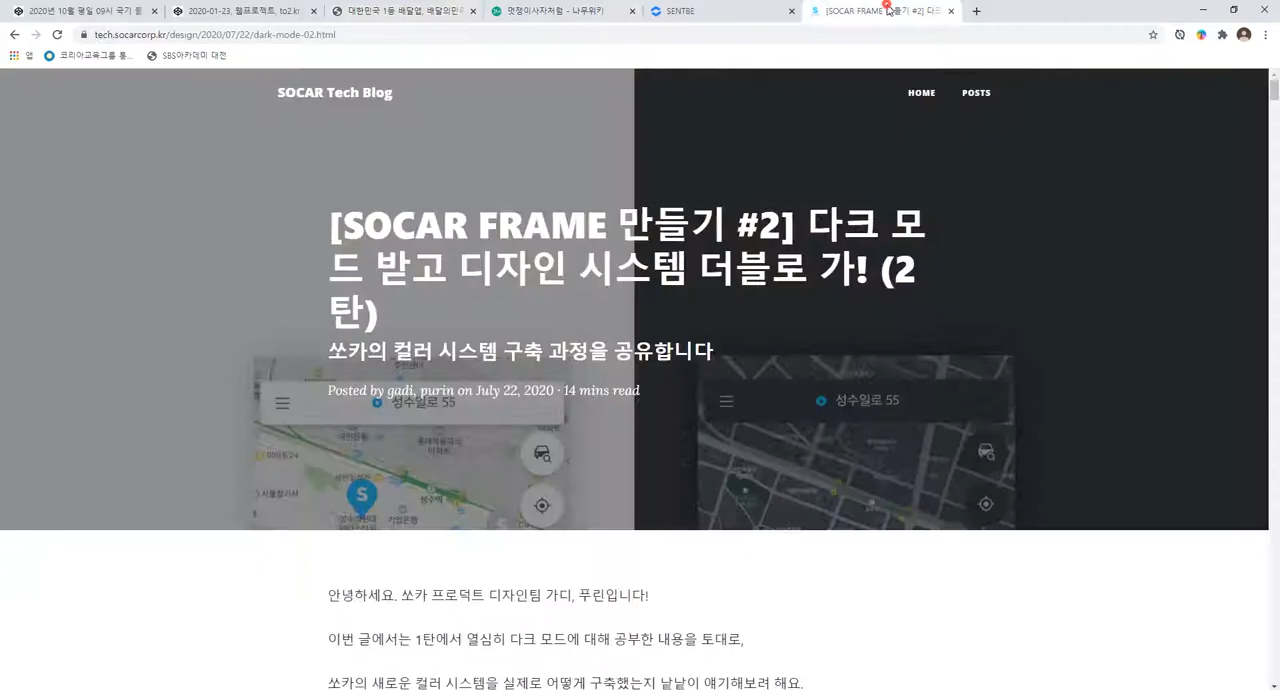 2020년 10월 평일 09시 국기 훈
2020-01-23, 웹프로젝트, to2.kr
대한민국 1등 배달앱, 배달의민족
멋쟁이사자처럼 - 나무위키
SENTBE
[SOCAR FRAME 만들기 #2] 다크
tech.socarcorp.kr/design/2020/07/22/dark-mode-02.html
앱
코리아교육그룹 통...
SBS아카데미 대전
SOCAR Tech Blog
HOME
POSTS
[SOCAR FRAME 만들기 #2] 다크 모
드 받고 디자인 시스템 더블로 가! (2
탄)
쏘카의 컬러 시스템 구축 과정을 공유합니다
Posted by gadi, purin on July 22, 2020 · 14 mins read
성수일로 55
성수일로 55
성수역
S
안녕하세요. 쏘카 프로덕트 디자인팀 가디, 푸린입니다!
이번 글에서는 1탄에서 열심히 다크 모드에 대해 공부한 내용을 토대로,
쏘카의 새로운 컬러 시스템을 실제로 어떻게 구축했는지 낱낱이 얘기해보려 해요.